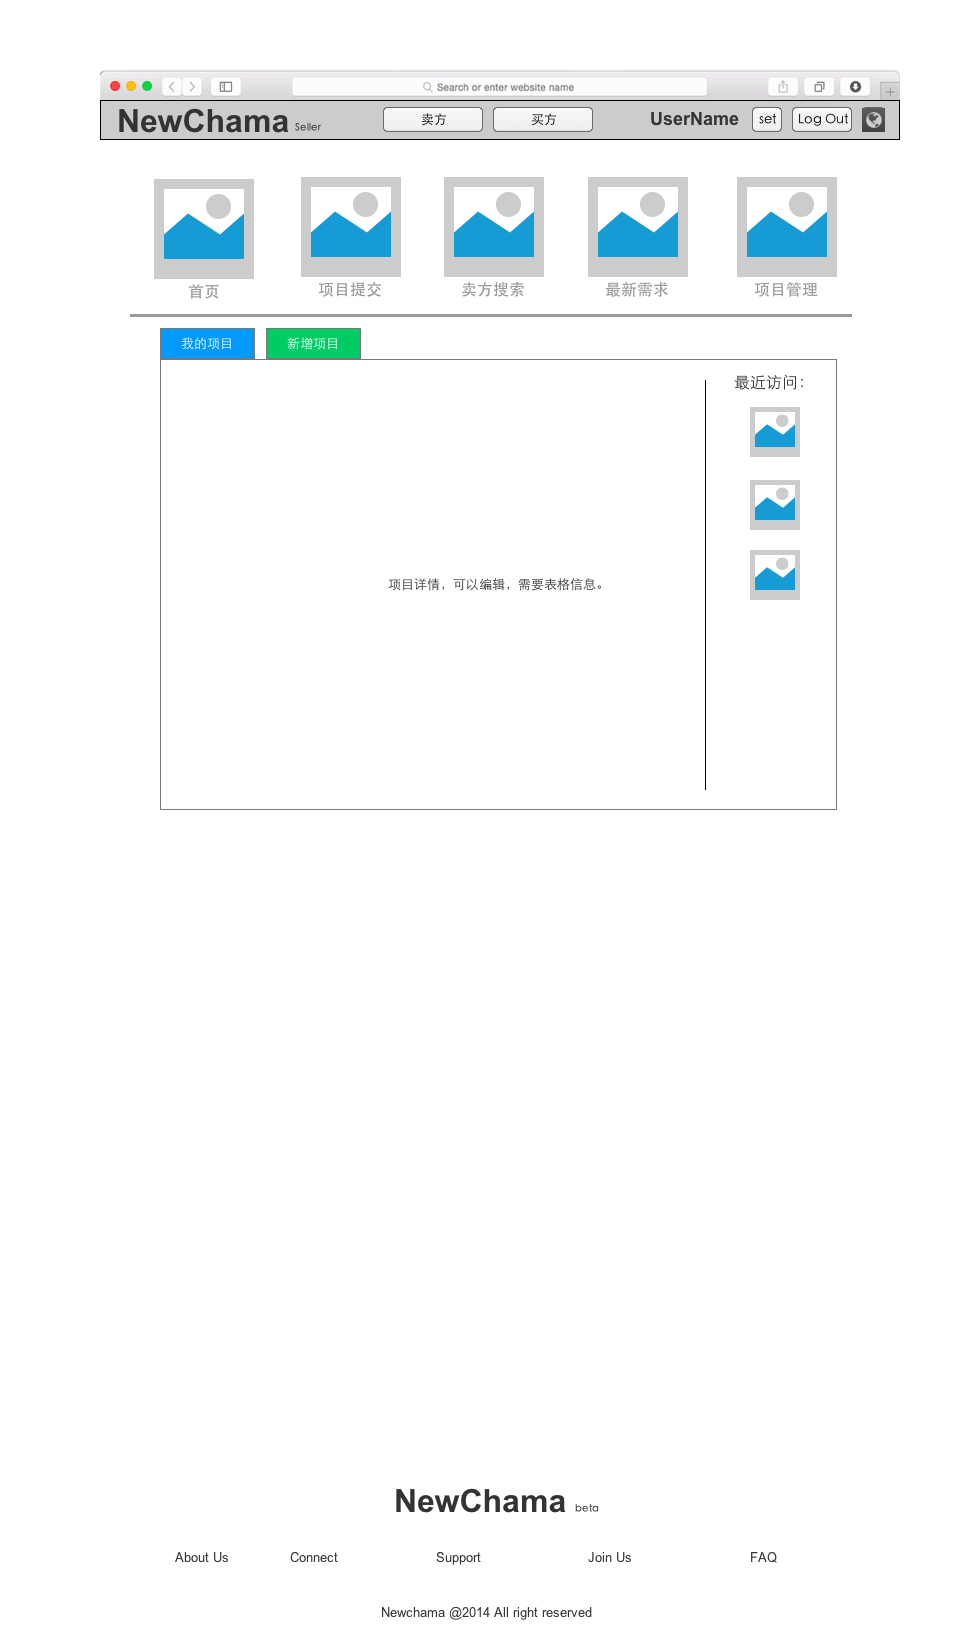 Search or enter website name
NewChama Seller
卖方
买方
UserName
set
Log Out
首页
项目提交
卖方搜索
最新需求
项目管理
我的项目
新增项目
最近访问：
项目详情，可以编辑，需要表格信息。
NewChama beta
About Us
Connect
Support
Join Us
FAQ
Newchama @2014 All right reserved